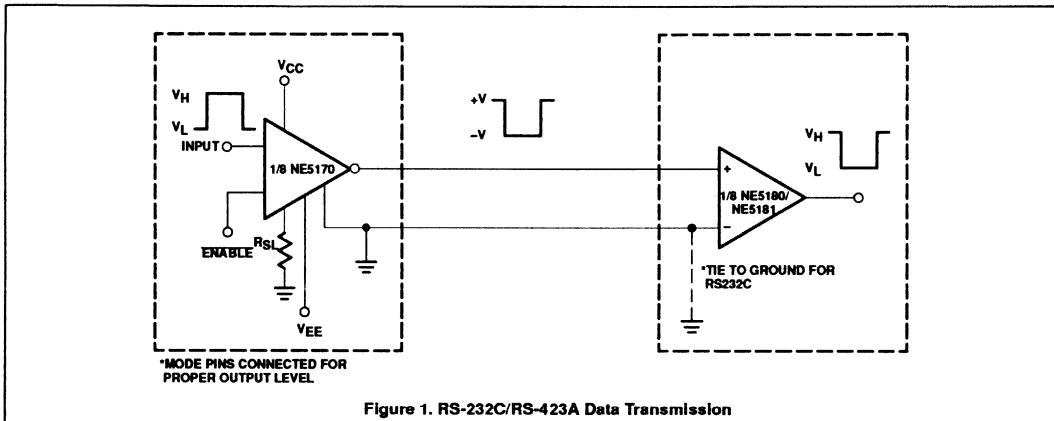 VCC
VH
VL
INPUT
1/8 NE5170
ENABLE
RSL
VEE
*MODE PINS CONNECTED FOR
PROPER OUTPUT LEVEL
+V
–V
+
1/8 NE5180/
NE5181
–
VH
VL
*TIE TO GROUND FOR
RS232C
Figure 1. RS-232C/RS-423A Data Transmission